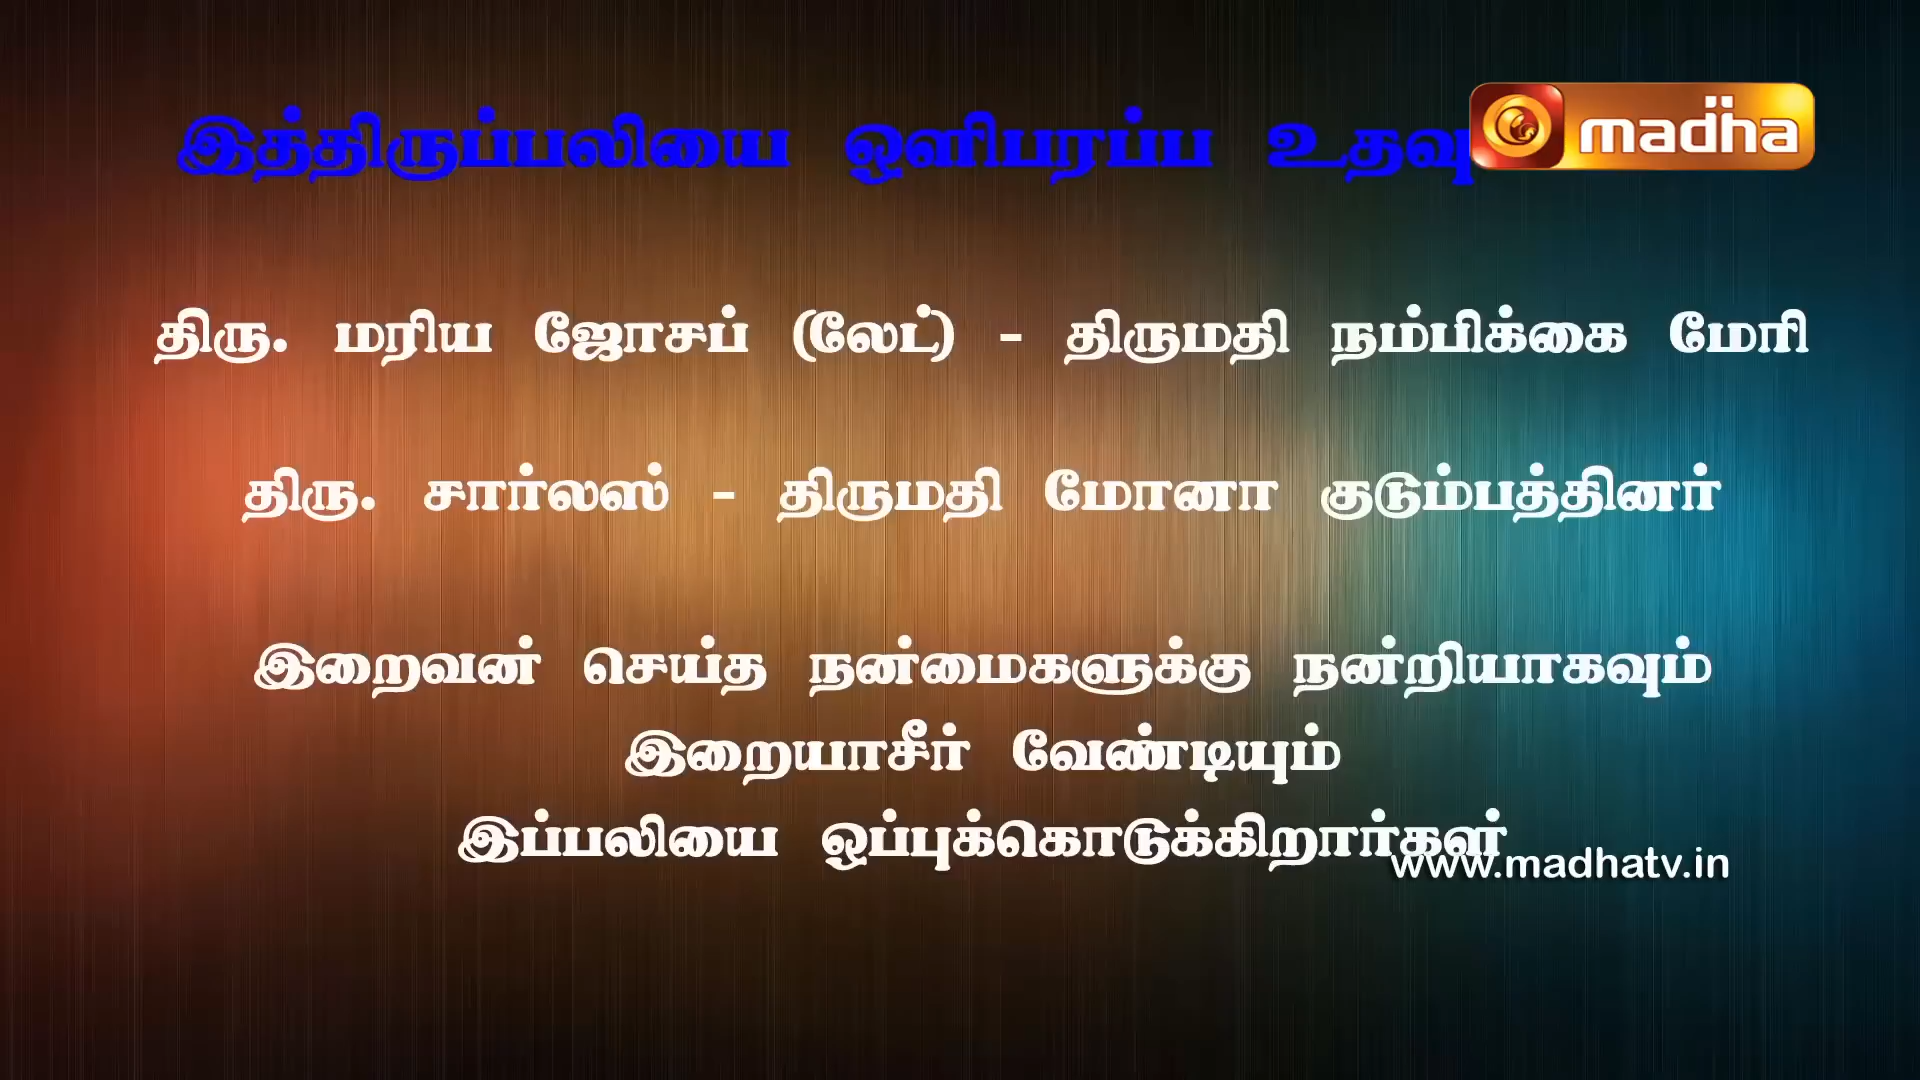 இத்திருப்பலியை ஒளிபரப்ப
madha
திரு. மரிய ஜோசப் (லேட்) - திருமதி நம்பிக்கை மேரி
திரு. சார்லஸ் - திருமதி மோனா குடும்பத்தினர்
இறைவன் செய்த நன்மைகளுக்கு நன்றியாகவும்
இறையாசீர் வேண்டியும்
இப்பலியை ஒப்புக்கொடுக்கிறார்கள்
www.madhatv.in